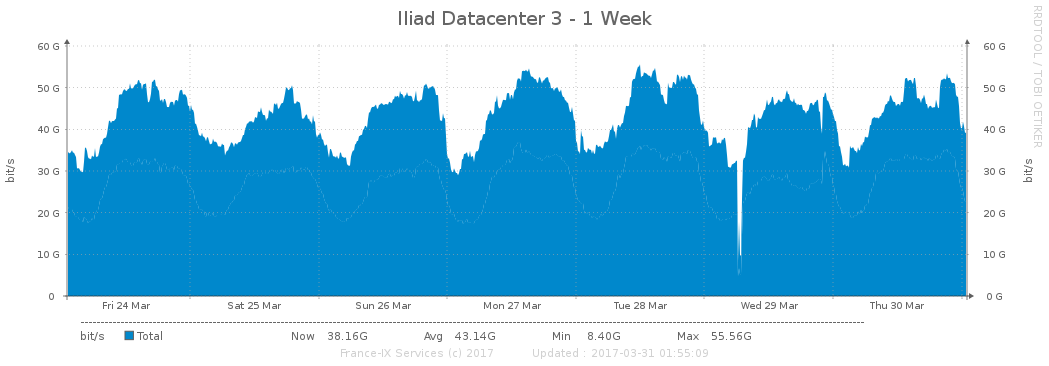 Iliad Datacenter 3 - 1 Week
RRDTOOL / TOBI OETIKER
60 G 60 G
50 G 50 G
40 G 40 G
30 G 30 G
20 G 20 G
10 G 10 G
0 0 G
bit/s bit/s
Fri 24 Mar Sat 25 Mar Sun 26 Mar Mon 27 Mar Tue 28 Mar Wed 29 Mar Thu 30 Mar
bit/s Total Now 38.16G Avg 43.14G Min 8.40G Max 55.56G
France-IX Services (c) 2017 Updated : 2017-03-31 01:55:09